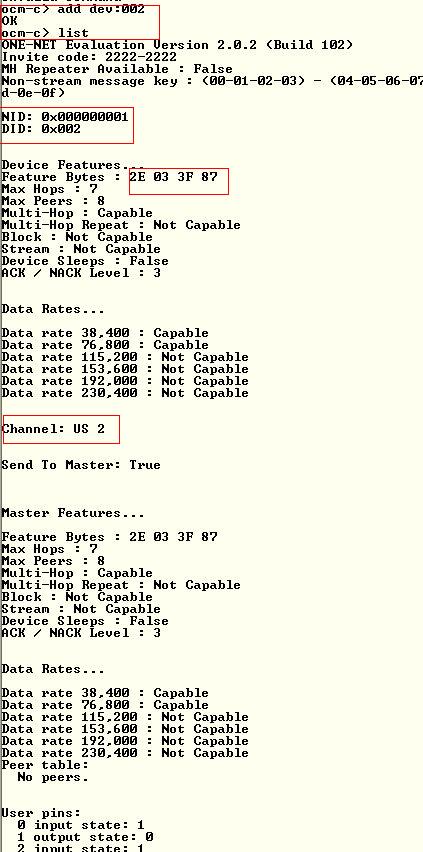 ocm-c> add dev:002
OK
ocm-c> list
ONE-NET Evaluation Version 2.0.2 (Build 102)
Invite code: 2222-2222
MH Repeater Available : False
Non-stream message key : (00-01-02-03) - (04-05-06-07
d-0e-0f)
NID: 0x000000001
DID: 0x002
Device Features...
Feature Bytes : 2E 03 3F 87
Max Hops : 7
Max Peers : 8
Multi-Hop : Capable
Multi-Hop Repeat : Not Capable
Block : Not Capable
Stream : Not Capable
Device Sleeps : False
ACK / NACK Level : 3
Data Rates...
Data rate 38,400 : Capable
Data rate 76,800 : Capable
Data rate 115,200 : Not Capable
Data rate 153,600 : Not Capable
Data rate 192,000 : Not Capable
Data rate 230,400 : Not Capable
Channel: US 2
Send To Master: True
Master Features...
Feature Bytes : 2E 03 3F 87
Max Hops : 7
Max Peers : 8
Multi-Hop : Capable
Multi-Hop Repeat : Not Capable
Block : Not Capable
Stream : Not Capable
Device Sleeps : False
ACK / NACK Level : 3
Data Rates...
Data rate 38,400 : Capable
Data rate 76,800 : Capable
Data rate 115,200 : Not Capable
Data rate 153,600 : Not Capable
Data rate 192,000 : Not Capable
Data rate 230,400 : Not Capable
Peer table:
No peers.
User pins:
0 input state: 1
1 output state: 0
2 input state: 1